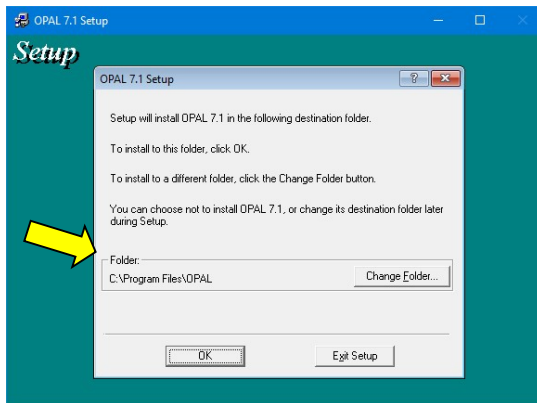 OPAL 7.1 Setup
Setup
OPAL 7.1 Setup
Setup will install OPAL 7.1 in the following destination folder.
To install to this folder, click OK.
To install to a different folder, click the Change Folder button.
You can choose not to install OPAL 7.1, or change its destination folder later
during Setup.
Folder:
C:\Program Files\OPAL
Change Folder...
OK
Exit Setup